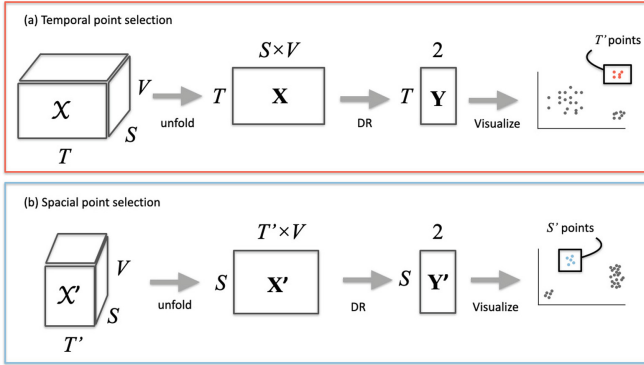 (a) Temporal point selection
S×V
2
T' points
𝒳
V
S
T
unfold
T
X
DR
T
Y
Visualize
(b) Spacial point selection
T'×V
2
S' points
𝒳'
V
S
T'
unfold
S
X'
DR
S
Y'
Visualize